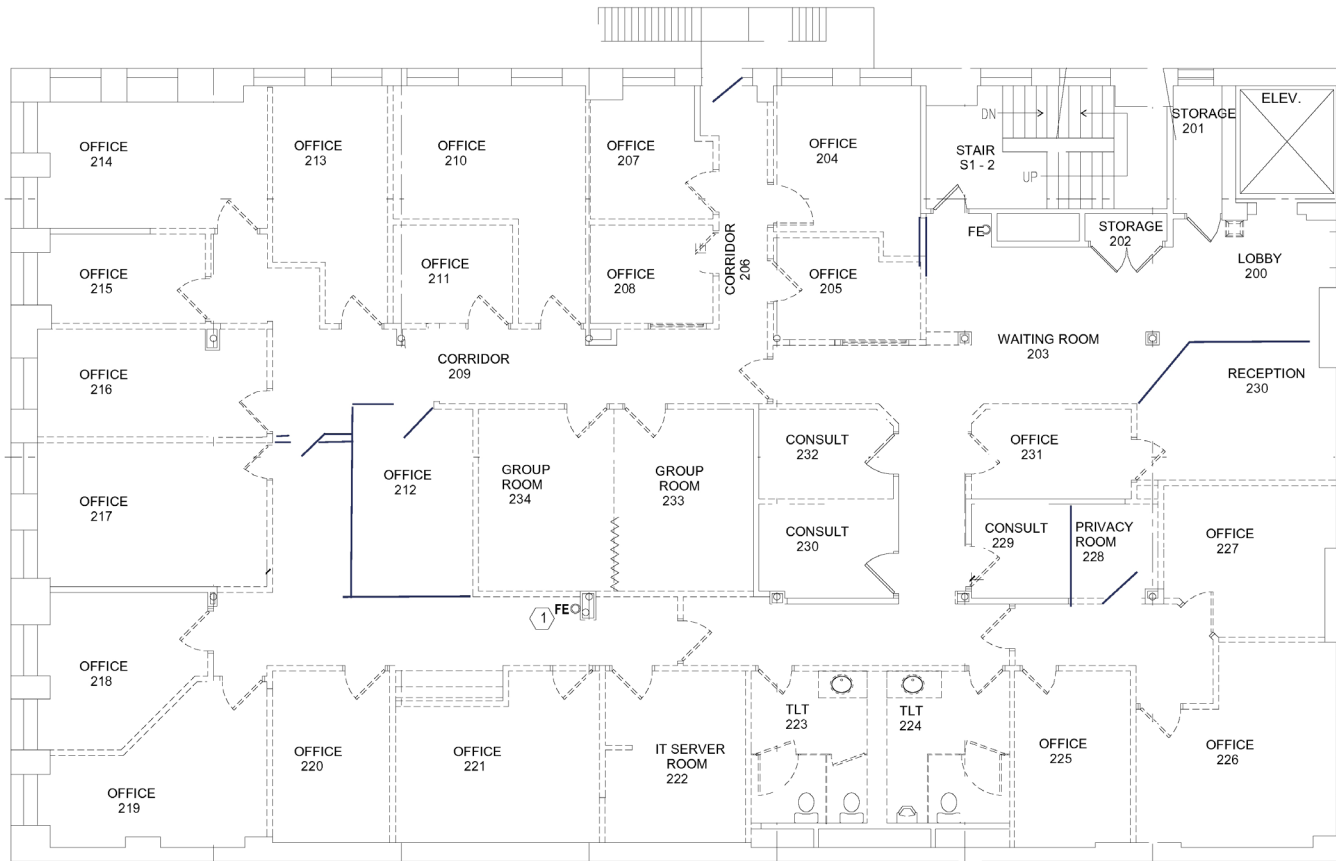 ELEV.
STORAGE
201
DN
OFFICE
214
OFFICE
213
OFFICE
210
OFFICE
207
OFFICE
204
STAIR
S1 - 2
UP
STORAGE
202
FE
LOBBY
200
OFFICE
215
OFFICE
211
OFFICE
208
CORRIDOR
206
OFFICE
205
WAITING ROOM
203
CORRIDOR
209
OFFICE
216
RECEPTION
230
CONSULT
232
OFFICE
231
OFFICE
217
OFFICE
212
GROUP
ROOM
234
GROUP
ROOM
233
CONSULT
230
CONSULT
229
PRIVACY
ROOM
228
OFFICE
227
1
FE
OFFICE
218
TLT
223
TLT
224
OFFICE
219
OFFICE
220
OFFICE
221
IT SERVER
ROOM
222
OFFICE
225
OFFICE
226